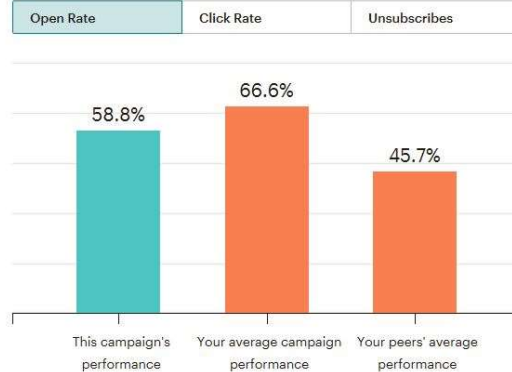 Open Rate Click Rate Unsubscribes
66.6%
58.8%
45.7%
This campaign's Your average campaign Your peers' average
performance performance performance